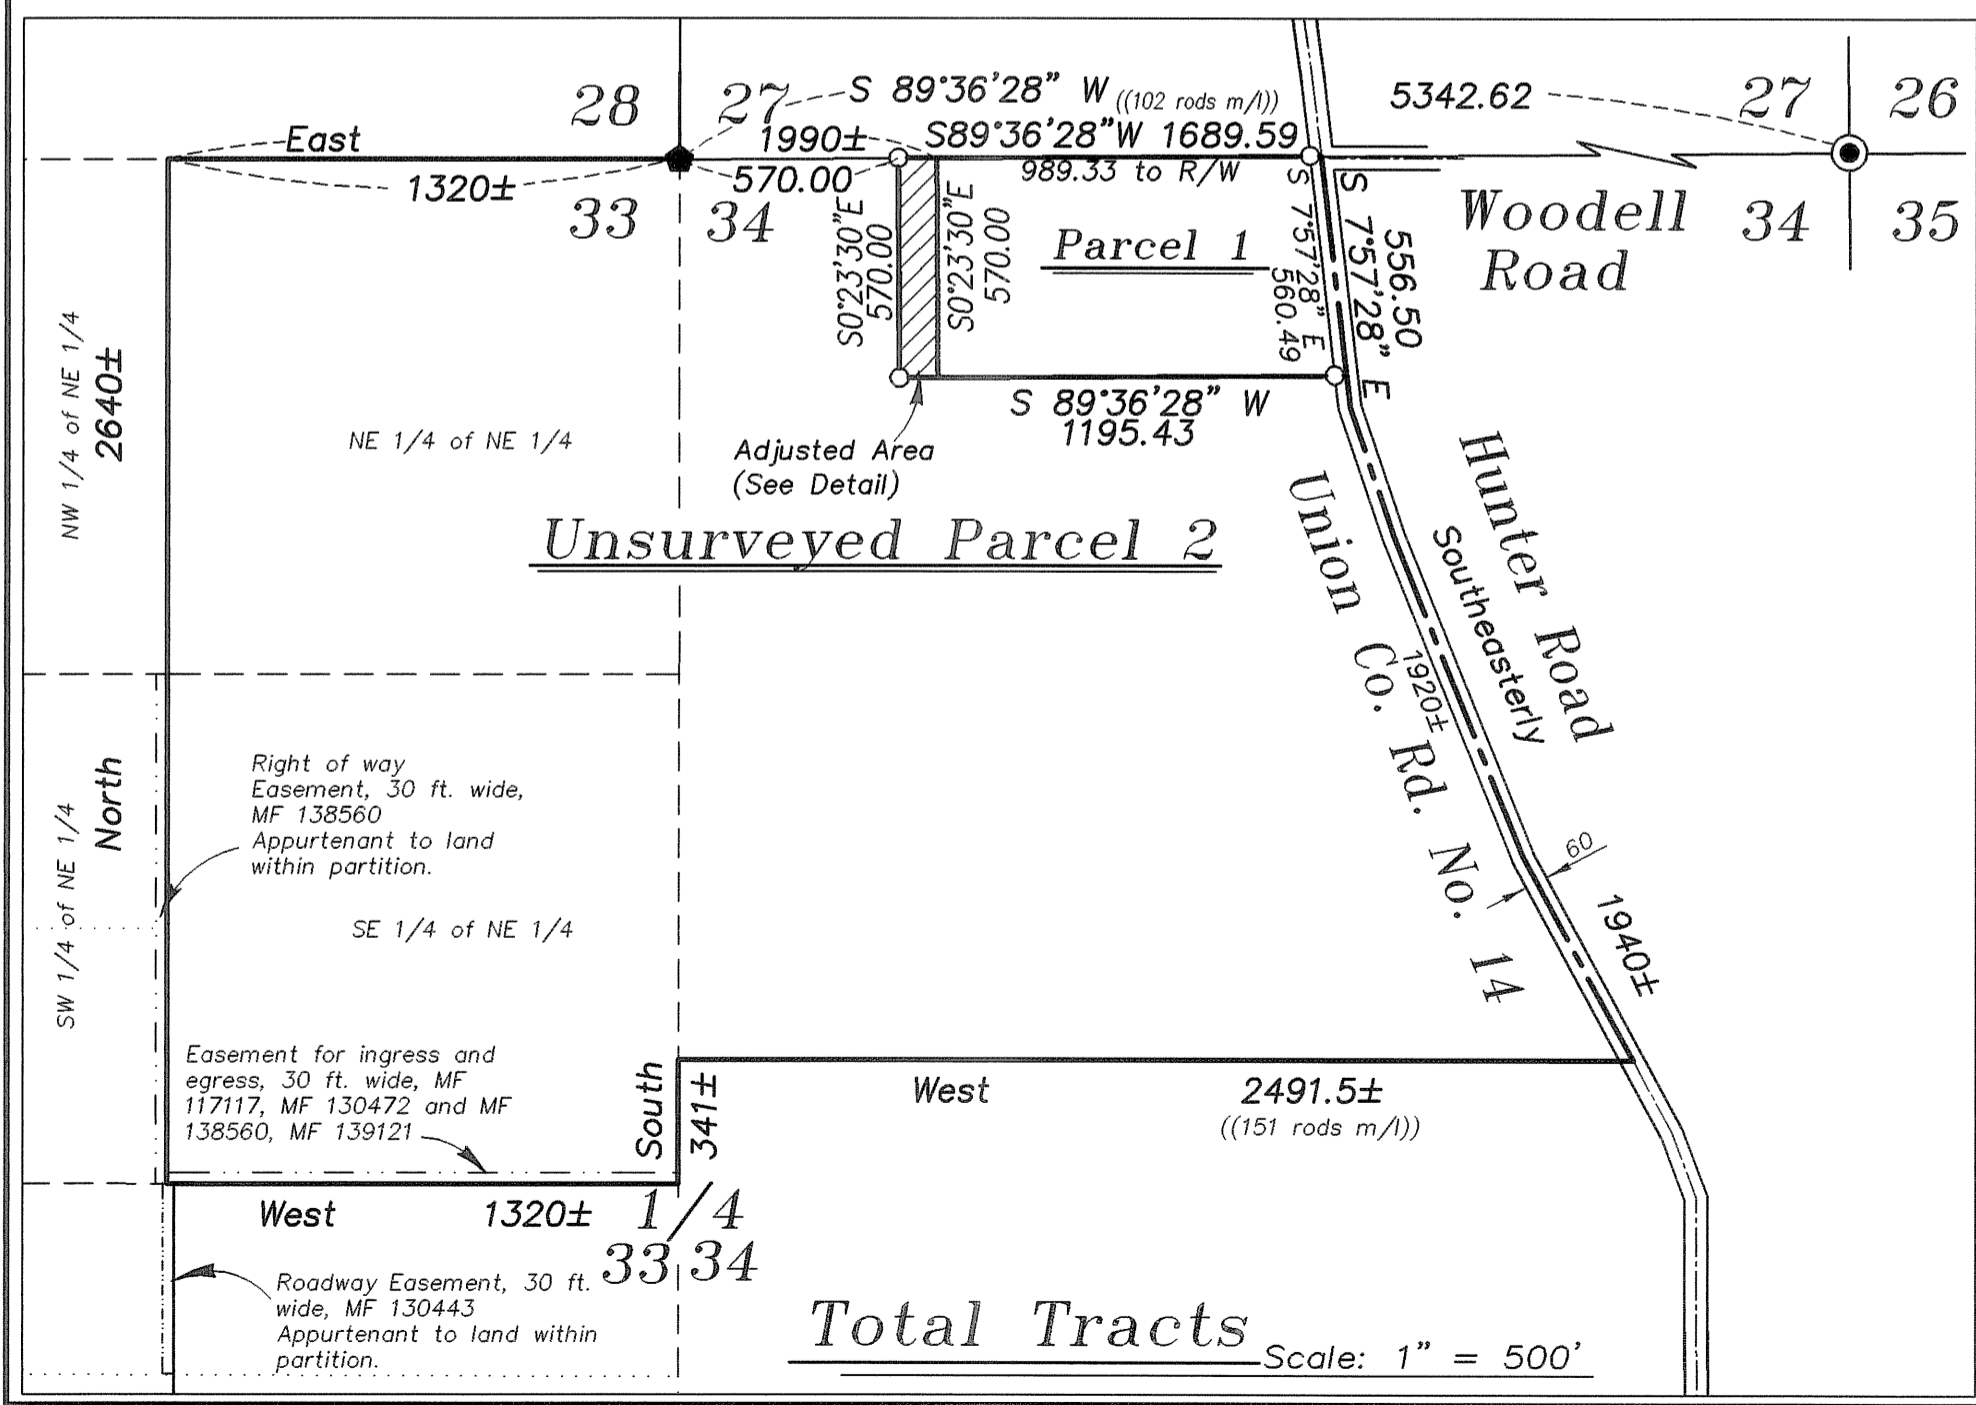 28
27
S 89°36'28" W ((102 rods m/l))
5342.62
27
26
East
1990±
S89°36'28"W 1689.59
1320±
570.00
989.33 to R/W
33
34
Woodell
Road
34
35
S0°23'30"E
570.00
S0°23'30"E
570.00
Parcel 1
S 7°57'28" E
560.49
556.50
S 7°57'28" E
S 89°36'28" W
1195.43
NW 1/4 of NE 1/4
2640±
NE 1/4 of NE 1/4
Adjusted Area
(See Detail)
Unsurveyed Parcel 2
Hunter Road
Southeasterly
1920±
Union Co. Rd. No. 14
60
1940±
SW 1/4 of NE 1/4
North
Right of way
Easement, 30 ft. wide,
MF 138560
Appurtenant to land
within partition.
SE 1/4 of NE 1/4
Easement for ingress and
egress, 30 ft. wide, MF
117117, MF 130472 and MF
138560, MF 139121
South
341±
West
2491.5±
((151 rods m/l))
West
1320±
1/4
33
34
Roadway Easement, 30 ft.
wide, MF 130443
Appurtenant to land within
partition.
Total Tracts
Scale: 1" = 500'